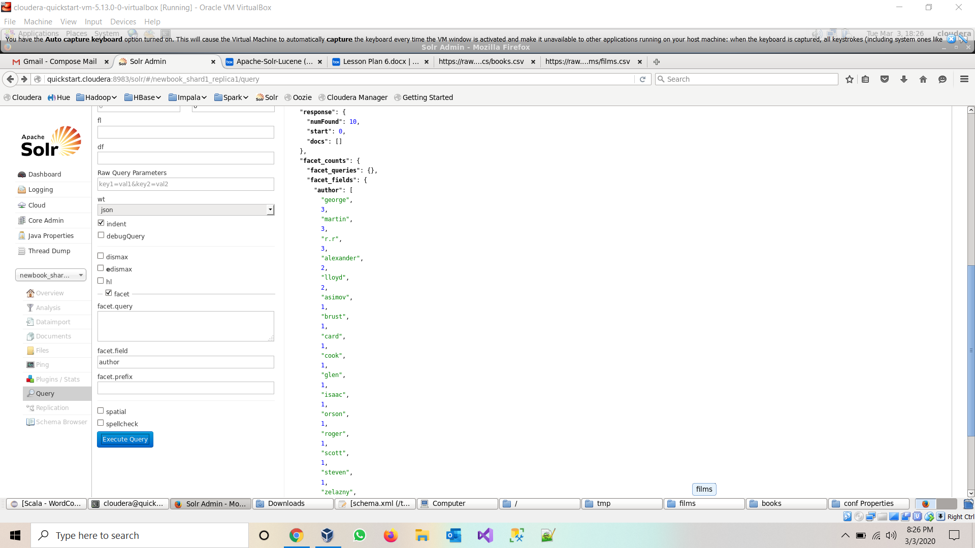 cloudera-quickstart-vm-5.13.0-0-virtualbox [Running] - Oracle VM VirtualBox
File Machine View Input Devices Help
Applications Places System Tue Mar 3, 18:26 cloudera
You have the Auto capture keyboard option turned on. This will cause the Virtual Machine to automatically capture the keyboard every time the VM window is activated and make it unavailable to other applications running on your host machine: when the keyboard is captured, all keystrokes (including system ones like
Solr Admin - Mozilla Firefox
Gmail - Compose Mail
Solr Admin
Apache-Solr-Lucene (...
Lesson Plan 6.docx | ...
https://raw....cs/books.csv
https://raw....ms/films.csv
quickstart.cloudera:8983/solr/#/newbook_shard1_replica1/query
Search
Cloudera Hue Hadoop HBase Impala Spark Solr Oozie Cloudera Manager Getting Started
Apache
Solr
Dashboard
Logging
Cloud
Core Admin
Java Properties
Thread Dump
newbook_shar...
Overview
Analysis
Dataimport
Documents
Files
Ping
Plugins / Stats
Query
Replication
Schema Browser
fl
df
Raw Query Parameters
key1=val1&key2=val2
wt
json
indent
debugQuery
dismax
edismax
hl
facet
facet.query
facet.field
author
facet.prefix
spatial
spellcheck
Execute Query
"response": {
"numFound": 10,
"start": 0,
"docs": []
},
"facet_counts": {
"facet_queries": {},
"facet_fields": {
"author": [
"george",
3,
"martin",
3,
"r.r",
3,
"alexander",
2,
"lloyd",
2,
"asimov",
1,
"brust",
1,
"card",
1,
"cook",
1,
"glen",
1,
"isaac",
1,
"orson",
1,
"roger",
1,
"scott",
1,
"steven",
1,
"zelazny",
films
[Scala - WordCo...
cloudera@quick...
Solr Admin - Mo...
Downloads
[schema.xml (/t...
Computer
/
tmp
films
books
conf Properties
Right Ctrl
Type here to search
8:26 PM
3/3/2020